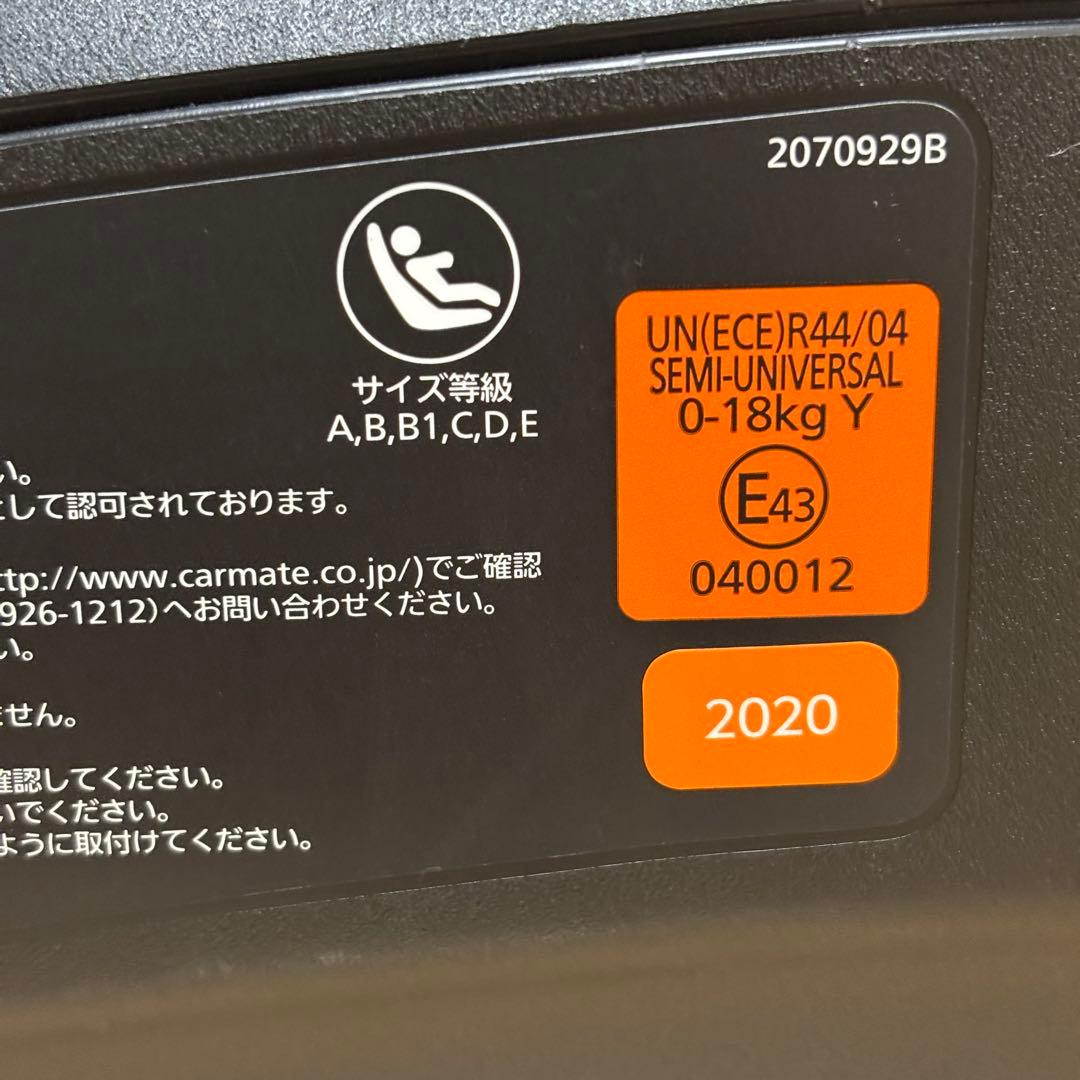 2070929B
サイズ等級
A,B,B1,C,D,E
UN(ECE)R44/04
SEMI-UNIVERSAL
0-18kg Y
E43
040012
2020
い。
して認可されております。
ttp://www.carmate.co.jp/)でご確認
926-1212)へお問い合わせください。
い。
ません。
確認してください。
いでください。
ように取付けてください。